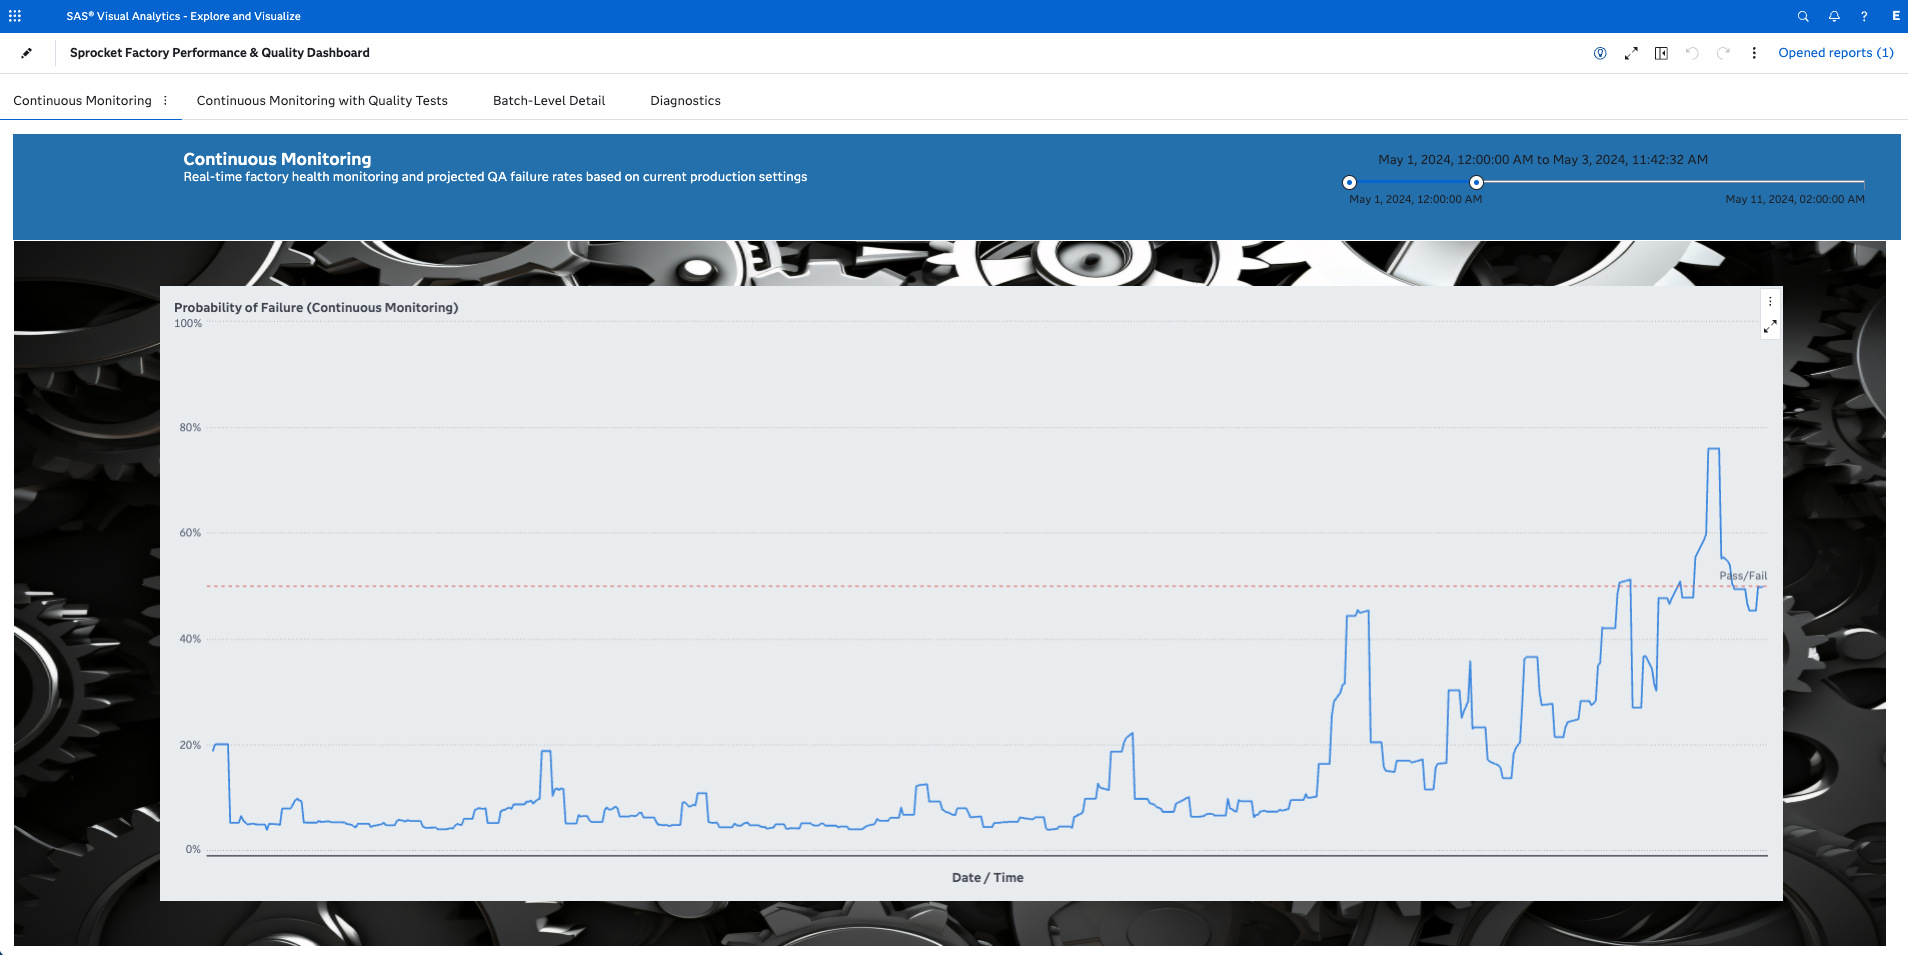 SAS® Visual Analytics - Explore and Visualize
?
E
Sprocket Factory Performance & Quality Dashboard
Opened reports (1)
Continuous Monitoring
Continuous Monitoring with Quality Tests
Batch-Level Detail
Diagnostics
Continuous Monitoring
Real-time factory health monitoring and projected QA failure rates based on current production settings
May 1, 2024, 12:00:00 AM to May 3, 2024, 11:42:32 AM
May 1, 2024, 12:00:00 AM
May 11, 2024, 02:00:00 AM
Probability of Failure (Continuous Monitoring)
100%
80%
60%
Pass/Fail
40%
20%
0%
Date / Time